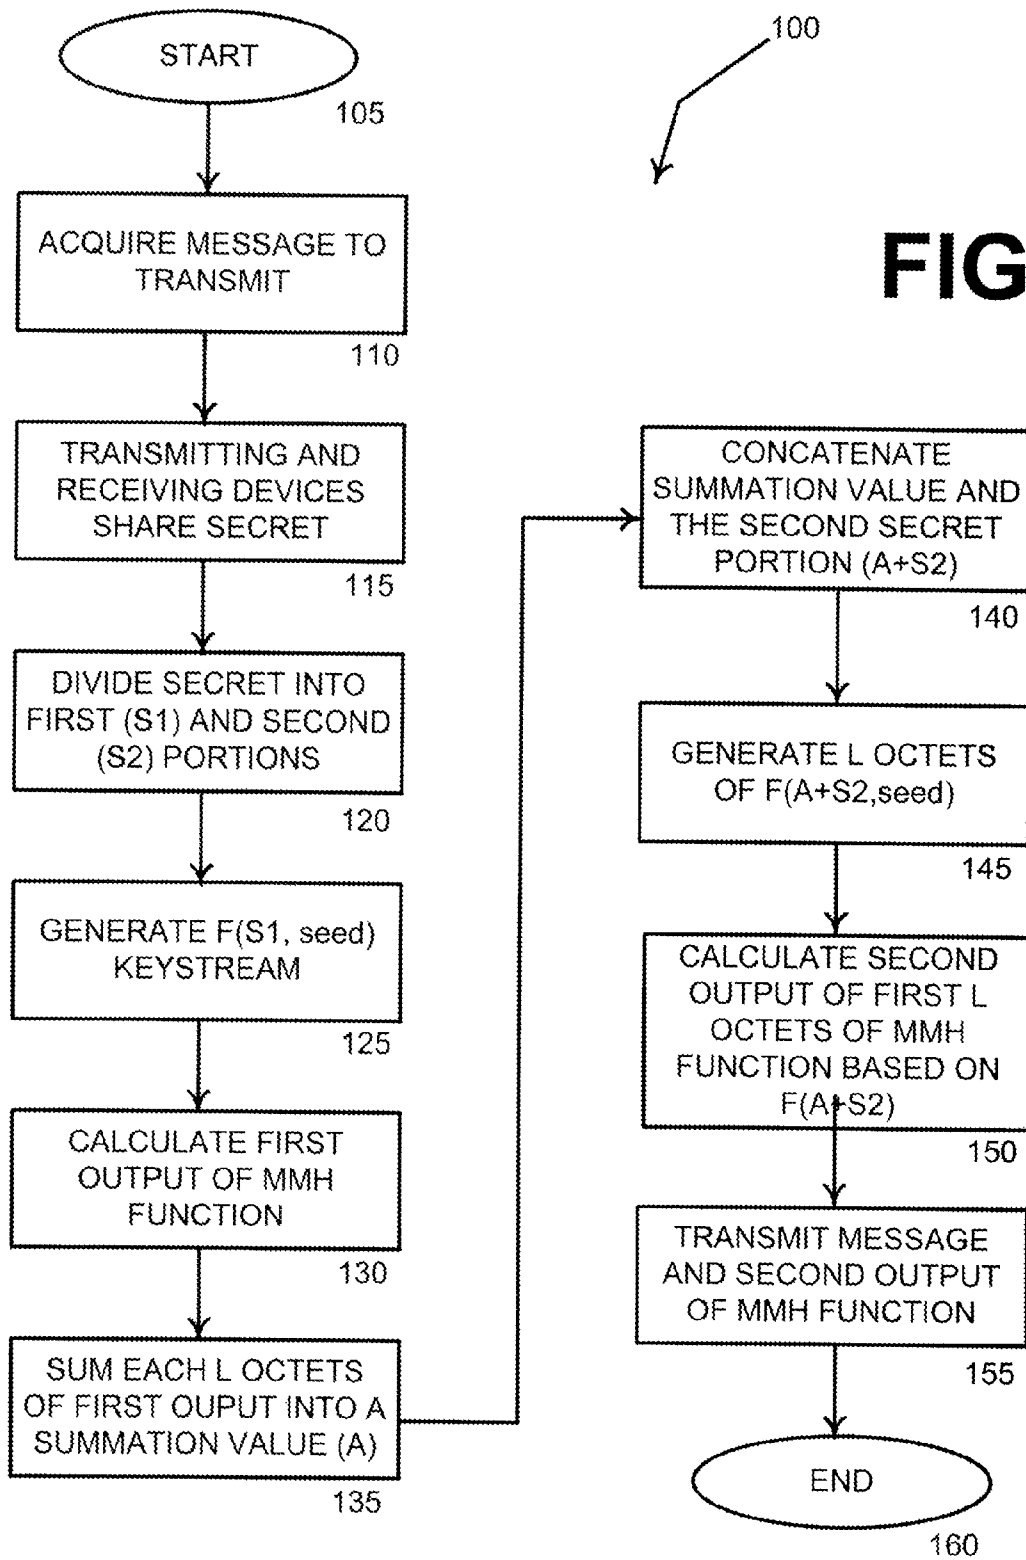 START
105
ACQUIRE MESSAGE TO
TRANSMIT
110
TRANSMITTING AND
RECEIVING DEVICES
SHARE SECRET
115
DIVIDE SECRET INTO
FIRST (S1) AND SECOND
(S2) PORTIONS
120
GENERATE F(S1, seed)
KEYSTREAM
125
CALCULATE FIRST
OUTPUT OF MMH
FUNCTION
130
SUM EACH L OCTETS
OF FIRST OUPUT INTO A
SUMMATION VALUE (A)
135
100
FIG
CONCATENATE
SUMMATION VALUE AND
THE SECOND SECRET
PORTION (A+S2)
140
GENERATE L OCTETS
OF F(A+S2,seed)
145
CALCULATE SECOND
OUTPUT OF FIRST L
OCTETS OF MMH
FUNCTION BASED ON
F(A+S2)
150
TRANSMIT MESSAGE
AND SECOND OUTPUT
OF MMH FUNCTION
155
END
160